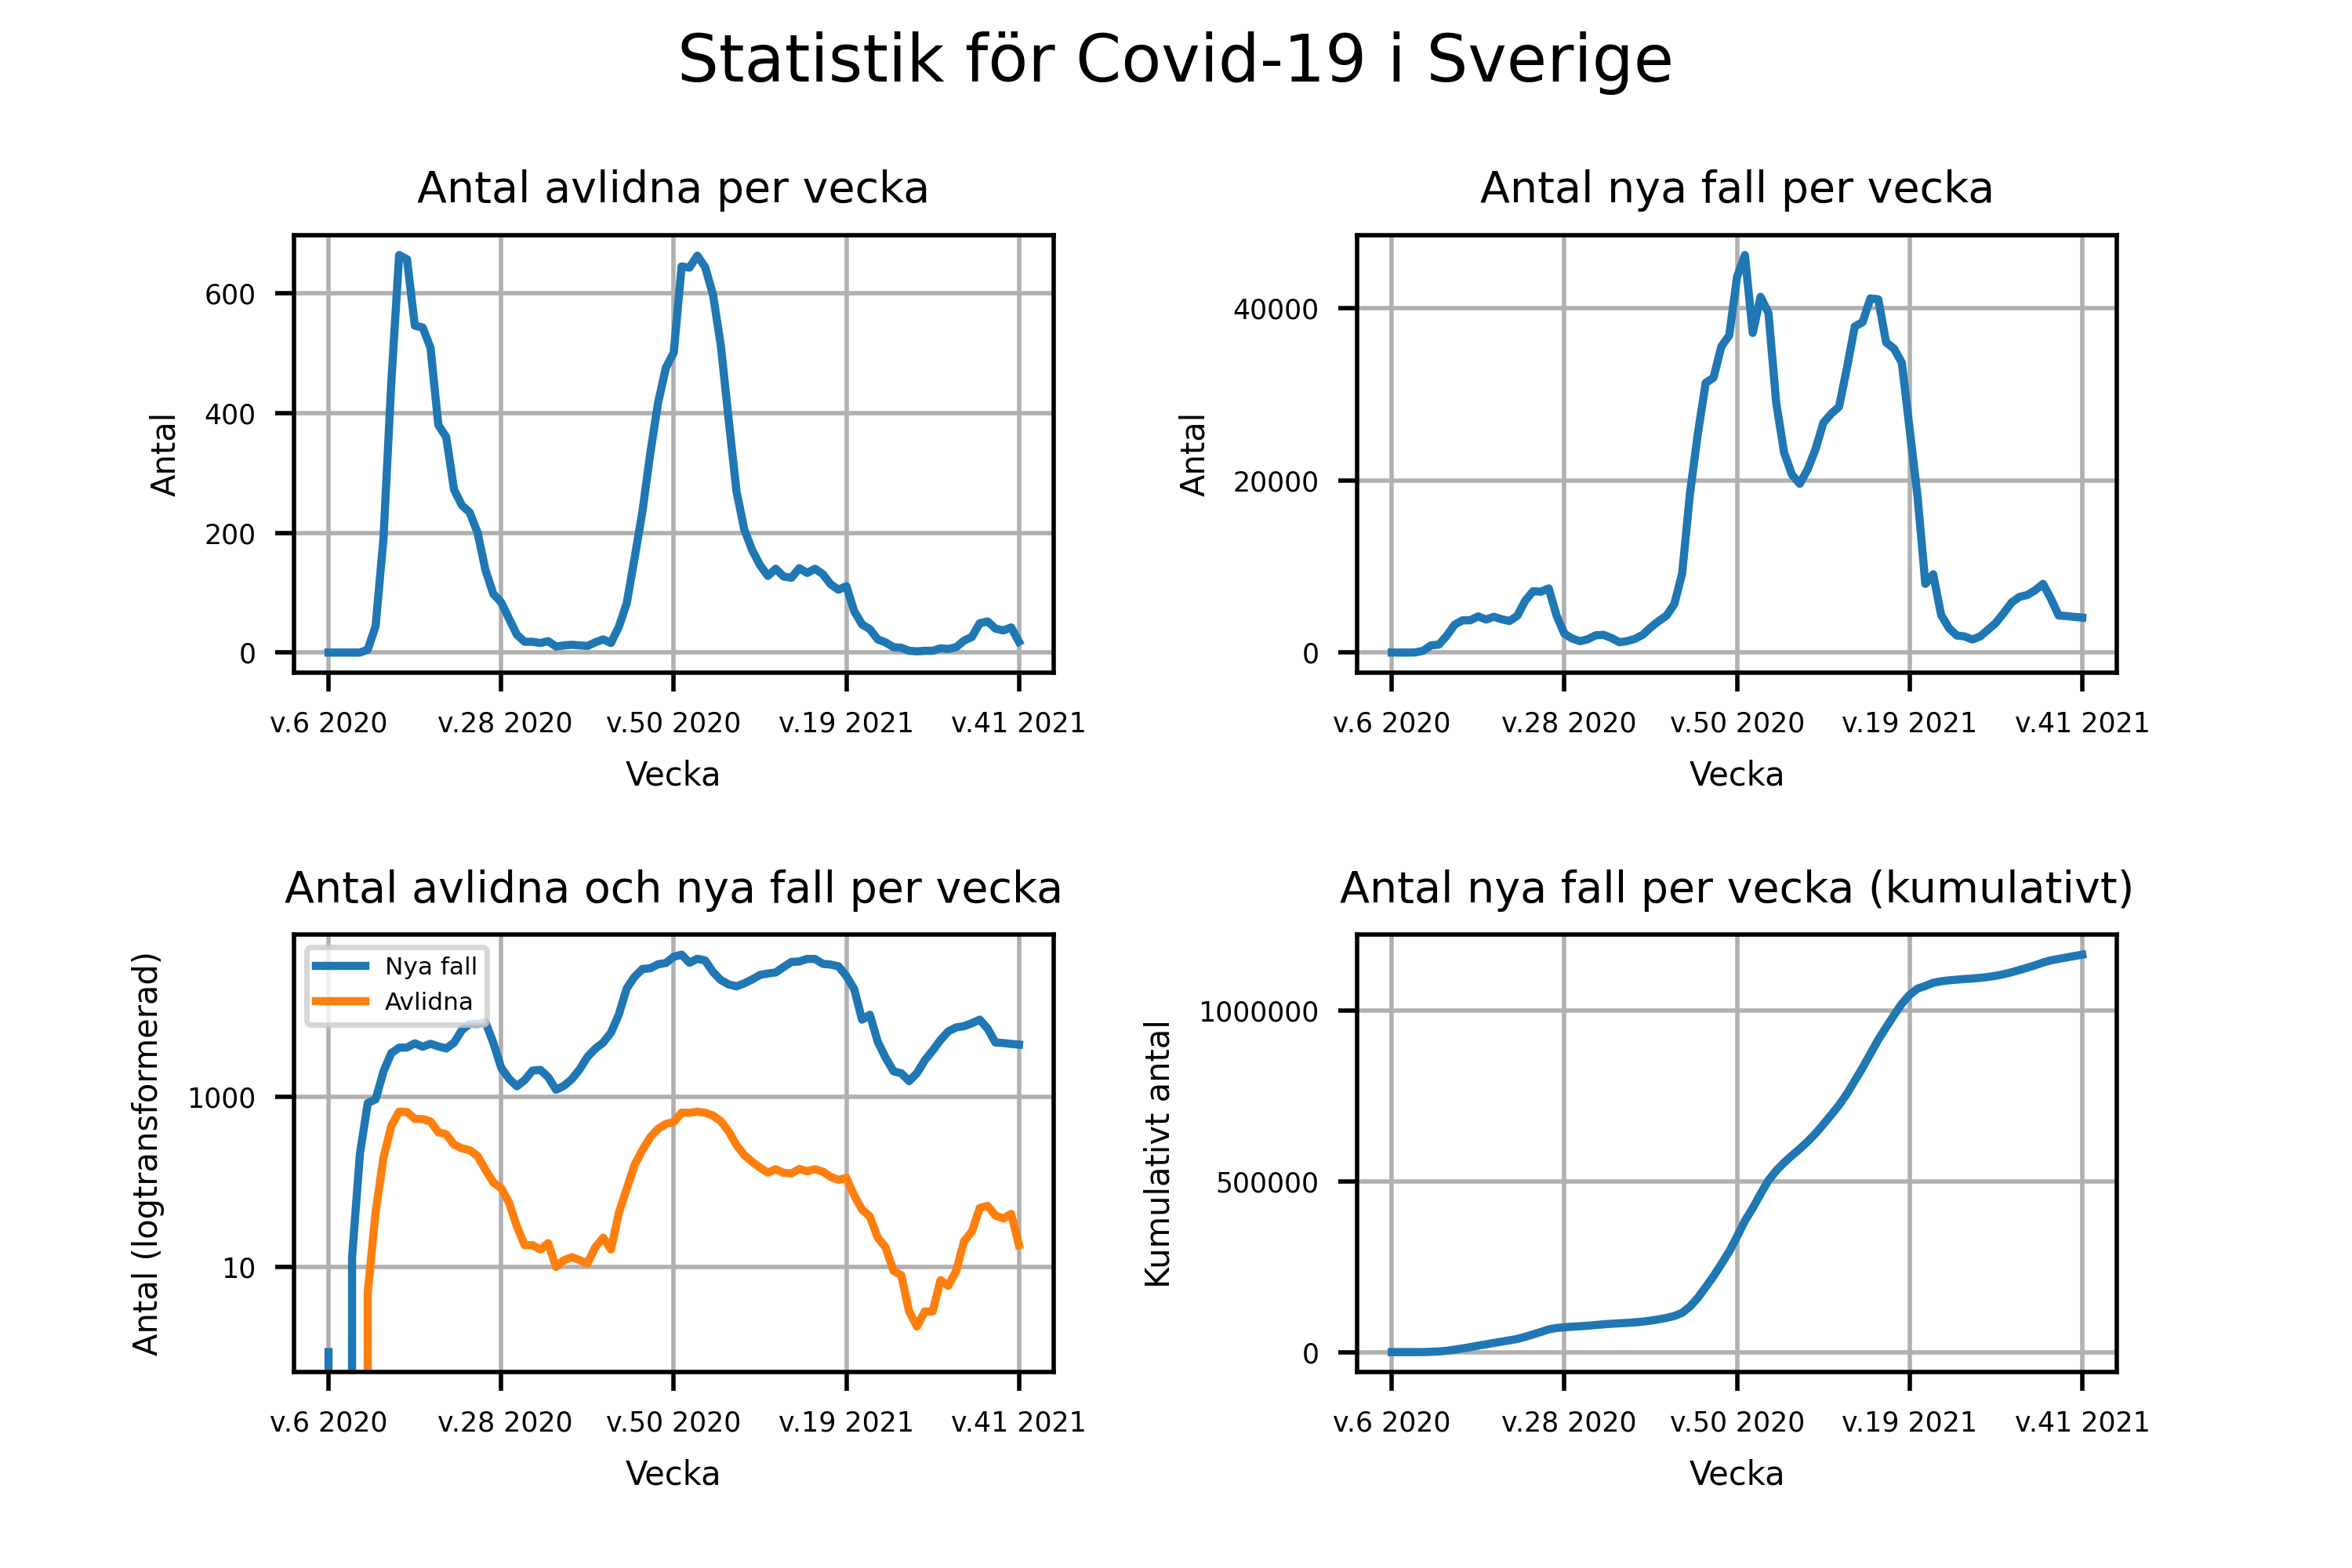 Statistik för Covid-19 i Sverige
Antal avlidna per vecka
Antal
600
400
200
0
v.6 2020 v.28 2020 v.50 2020 v.19 2021 v.41 2021
Vecka
Antal nya fall per vecka
Antal
40000
20000
0
v.6 2020 v.28 2020 v.50 2020 v.19 2021 v.41 2021
Vecka
Antal avlidna och nya fall per vecka
Antal (logtransformerad)
Nya fall
Avlidna
1000
10
v.6 2020 v.28 2020 v.50 2020 v.19 2021 v.41 2021
Vecka
Antal nya fall per vecka (kumulativt)
Kumulativt antal
1000000
500000
0
v.6 2020 v.28 2020 v.50 2020 v.19 2021 v.41 2021
Vecka